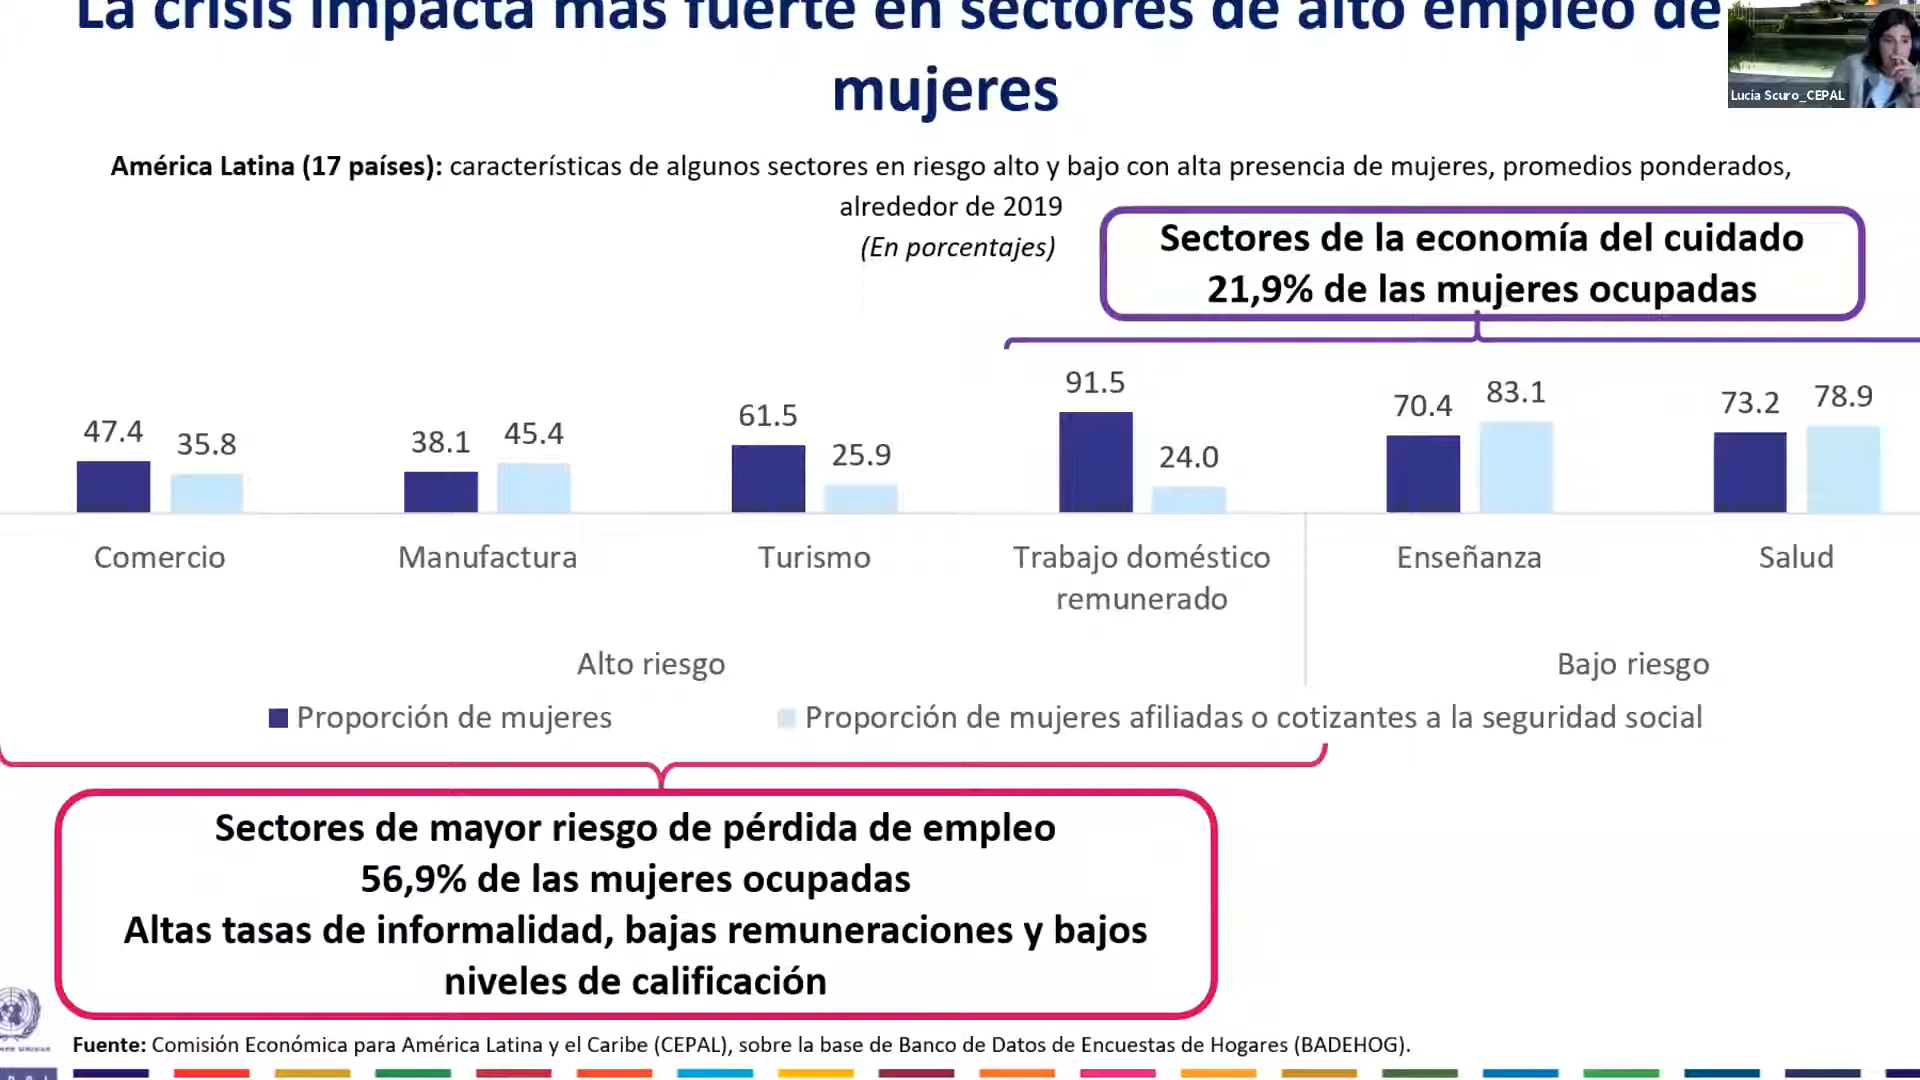 La crisis impacta más fuerte en sectores de alto empleo de
mujeres
Lucia Scuro_CEPAL
América Latina (17 países): características de algunos sectores en riesgo alto y bajo con alta presencia de mujeres, promedios ponderados,
alrededor de 2019
(En porcentajes)
Sectores de la economía del cuidado
21,9% de las mujeres ocupadas
47.4 35.8 38.1 45.4 61.5 25.9 91.5 24.0 70.4 83.1 73.2 78.9
Comercio Manufactura Turismo Trabajo doméstico Enseñanza Salud
remunerado
Alto riesgo Bajo riesgo
Proporción de mujeres Proporción de mujeres afiliadas o cotizantes a la seguridad social
Sectores de mayor riesgo de pérdida de empleo
56,9% de las mujeres ocupadas
Altas tasas de informalidad, bajas remuneraciones y bajos
niveles de calificación
Fuente: Comisión Económica para América Latina y el Caribe (CEPAL), sobre la base de Banco de Datos de Encuestas de Hogares (BADEHOG).